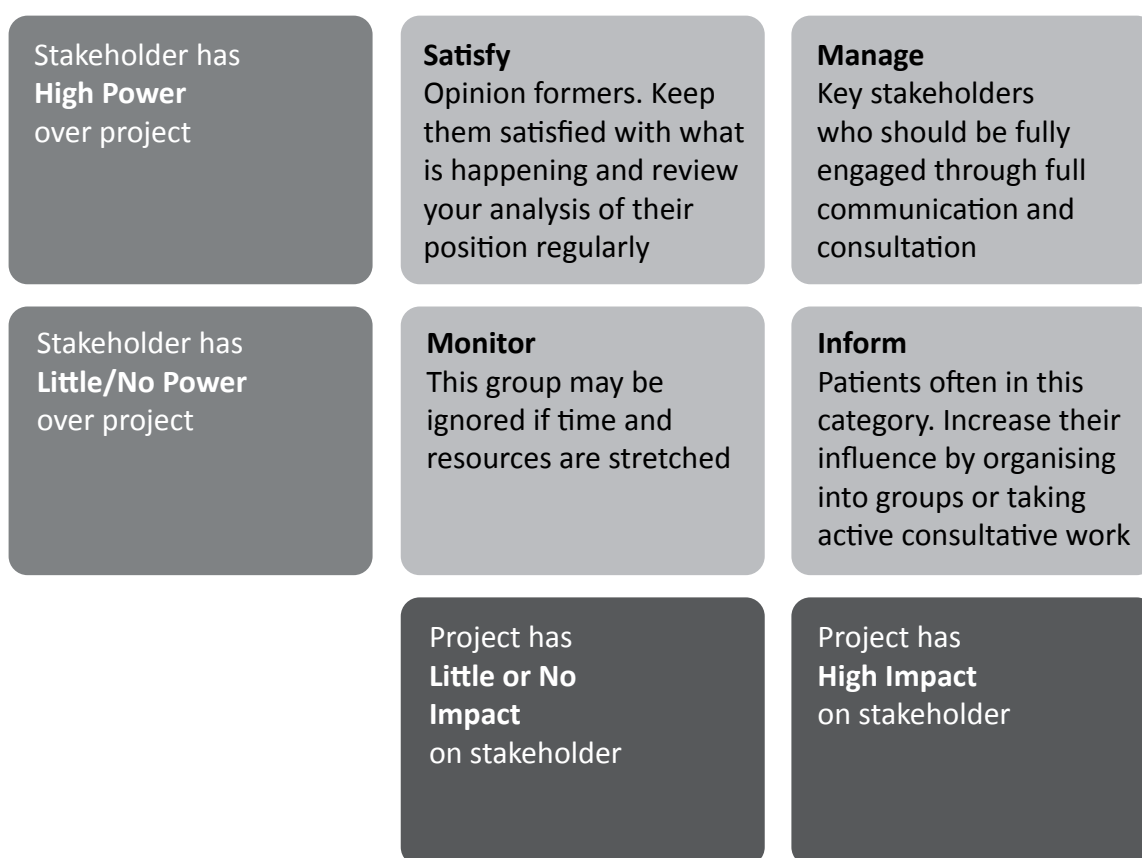 Stakeholder has
High Power
over project
Satisfy
Opinion formers. Keep
them satisfied with what
is happening and review
your analysis of their
position regularly
Manage
Key stakeholders
who should be fully
engaged through full
communication and
consultation
Stakeholder has
Little/No Power
over project
Monitor
This group may be
ignored if time and
resources are stretched
Inform
Patients often in this
category. Increase their
influence by organising
into groups or taking
active consultative work
Project has
Little or No
Impact
on stakeholder
Project has
High Impact
on stakeholder